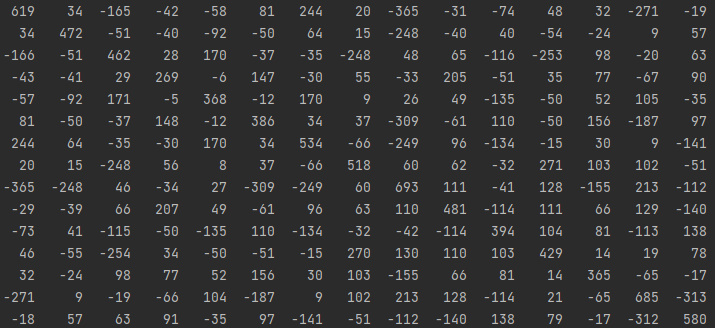 619 34 -165 -42 -58 81 244 20 -365 -31 -74 48 32 -271 -19
34 472 -51 -40 -92 -50 64 15 -248 -40 40 -54 -24 9 57
-166 -51 462 28 170 -37 -35 -248 48 65 -116 -253 98 -20 63
-43 -41 29 269 -6 147 -30 55 -33 205 -51 35 77 -67 90
-57 -92 171 -5 368 -12 170 9 26 49 -135 -50 52 105 -35
81 -50 -37 148 -12 386 34 37 -309 -61 110 -50 156 -187 97
244 64 -35 -30 170 34 534 -66 -249 96 -134 -15 30 9 -141
20 15 -248 56 8 37 -66 518 60 62 -32 271 103 102 -51
-365 -248 46 -34 27 -309 -249 60 693 111 -41 128 -155 213 -112
-29 -39 66 207 49 -61 96 63 110 481 -114 111 66 129 -140
-73 41 -115 -50 -135 110 -134 -32 -42 -114 394 104 81 -113 138
46 -55 -254 34 -50 -51 -15 270 130 110 103 429 14 19 78
32 -24 98 77 52 156 30 103 -155 66 81 14 365 -65 -17
-271 9 -19 -66 104 -187 9 102 213 128 -114 21 -65 685 -313
-18 57 63 91 -35 97 -141 -51 -112 -140 138 79 -17 -312 580